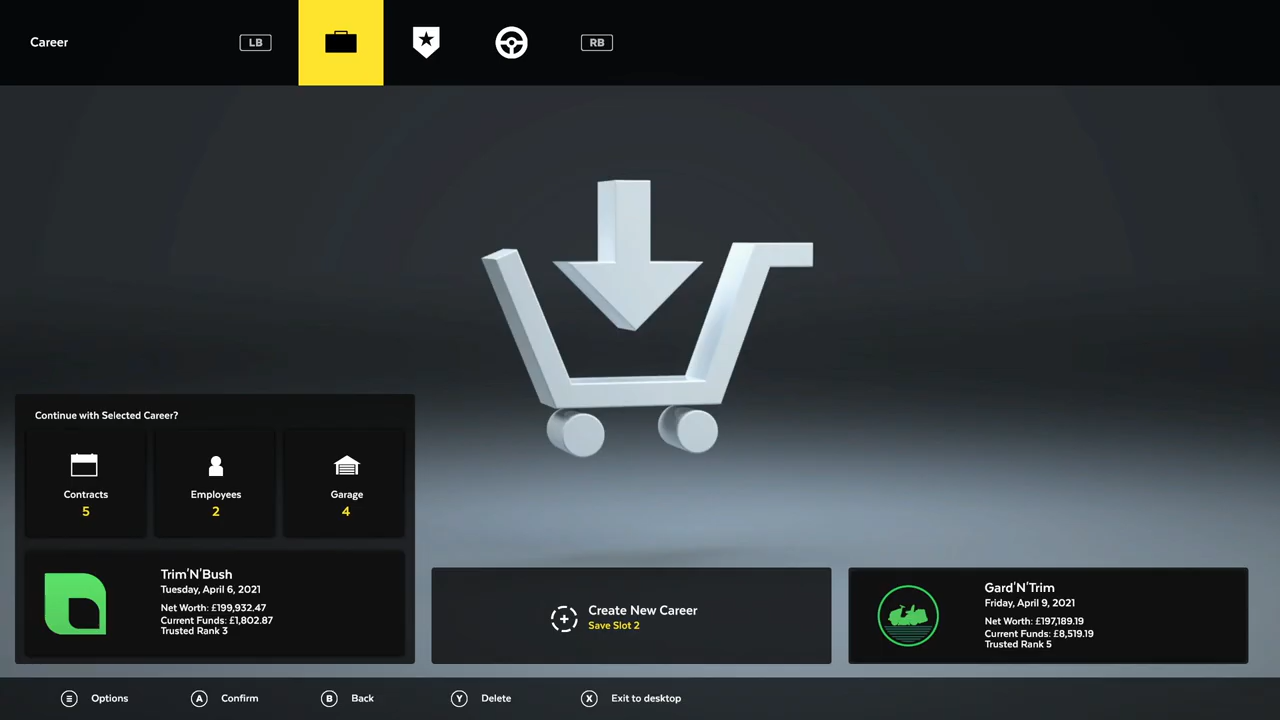 Career
LB
RB
Continue with Selected Career?
Contracts
5
Employees
2
Garage
4
Trim'N'Bush
Tuesday, April 6, 2021
Net Worth: £199,932.47
Current Funds: £1,802.87
Trusted Rank 3
Create New Career
Save Slot 2
Gard'N'Trim
Friday, April 9, 2021
Net Worth: £197,189.19
Current Funds: £8,519.19
Trusted Rank 5
Options
A Confirm
B Back
Y Delete
X Exit to desktop